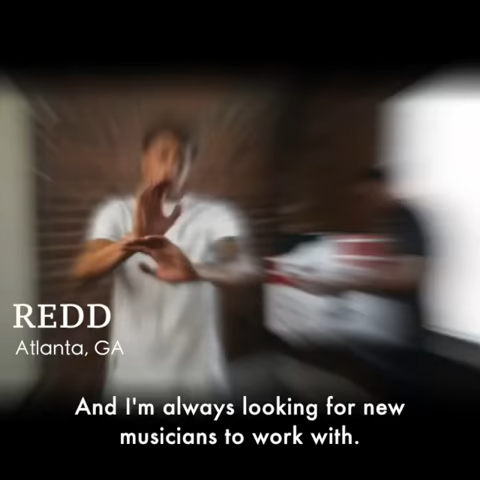 REDD
Atlanta, GA
And I'm always looking for new
musicians to work with.